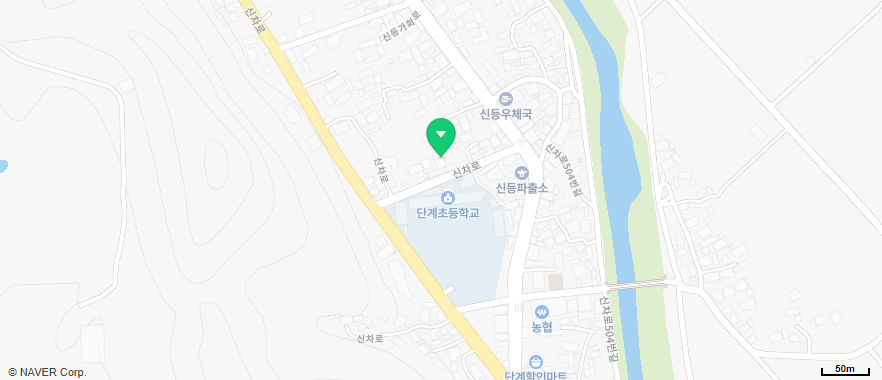 신차로
신등가회로
신등우체국
신차로504번길
신차로
신차로
신등파출소
단계초등학교
신차로504번길
농협
신차로
단계할인마트
© NAVER Corp.
50m